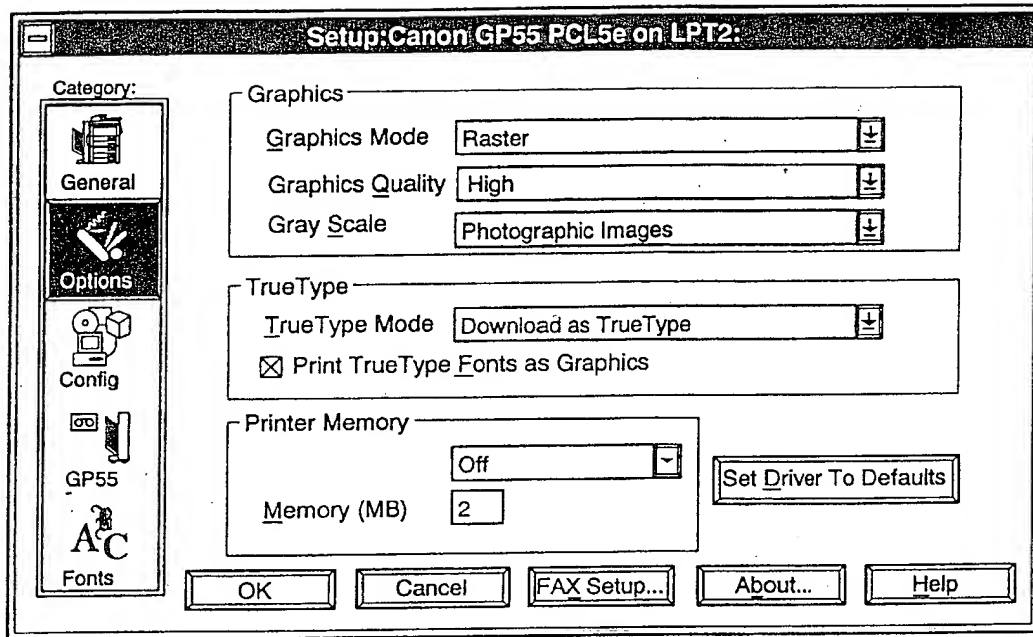 Setup:Canon GP55 PCL5e on LPT2:
Category:
General
Options
Config
GP55
A C
Fonts
Graphics
Graphics Mode Raster
Graphics Quality High
Gray Scale Photographic Images
TrueType
TrueType Mode Download as TrueType
Print TrueType Fonts as Graphics
Printer Memory
Off
Memory (MB) 2
Set Driver To Defaults
OK Cancel FAX Setup... About... Help